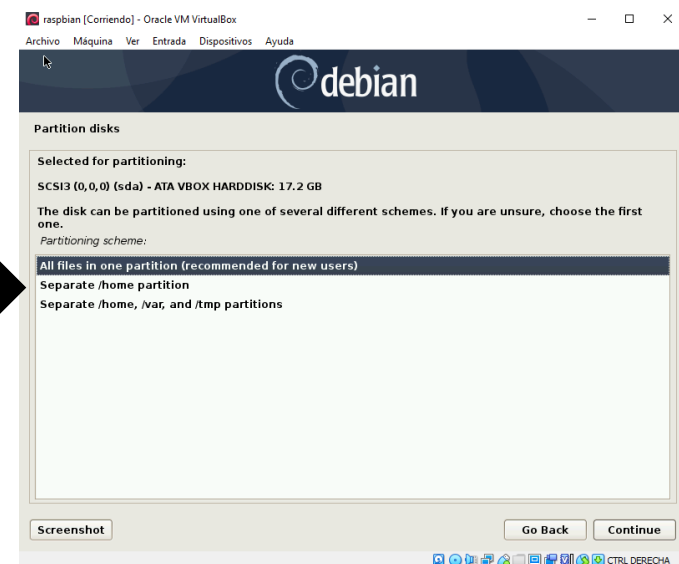 raspbian [Corriendo] - Oracle VM VirtualBox
Archivo Máquina Ver Entrada Dispositivos Ayuda
debian
Partition disks
Selected for partitioning:
SCSI3 (0,0,0) (sda) - ATA VBOX HARDDISK: 17.2 GB
The disk can be partitioned using one of several different schemes. If you are unsure, choose the first
one.
Partitioning scheme:
All files in one partition (recommended for new users)
Separate /home partition
Separate /home, /var, and /tmp partitions
Screenshot Go Back Continue
CTRL DERECHA